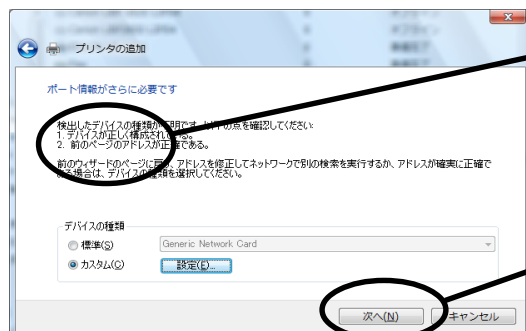 プリンタの追加
ポート情報がさらに必要です
検出したデバイスの種類が不明です。以下の点を確認してください:
1. デバイスが正しく構成されている。
2. 前のページのアドレスが正確である。
前のウィザードのページに戻り、アドレスを修正してネットワークで別の検索を実行するか、アドレスが確実に正確で
ある場合は、デバイスの種類を選択してください。
デバイスの種類
標準(S)
Generic Network Card
カスタム(C)
設定(E)...
次へ(N)
キャンセル